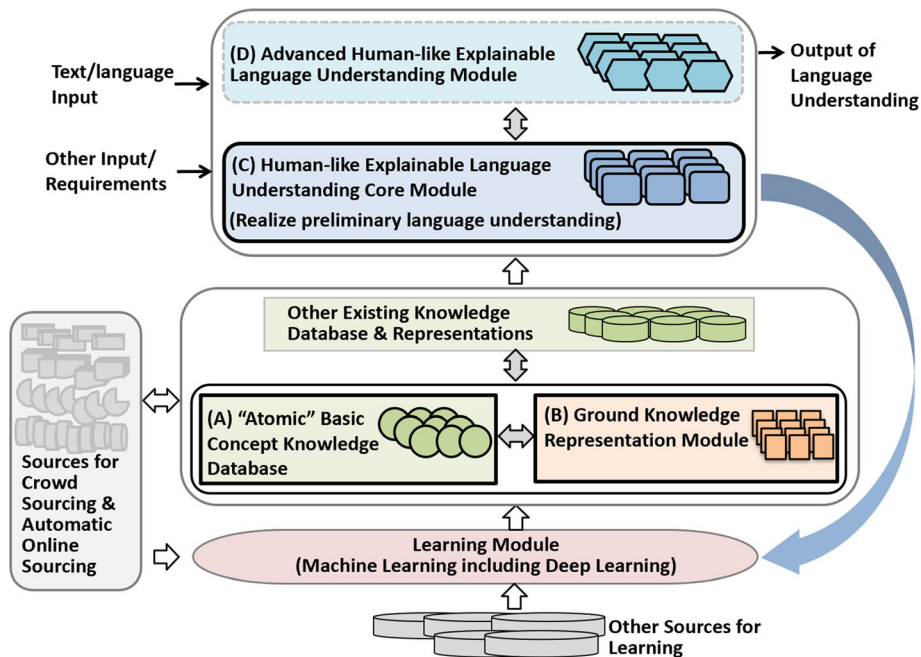 (D) Advanced Human-like Explainable
Language Understanding Module
Text/language
Input
Output of
Language
Understanding
Other Input/
Requirements
(C) Human-like Explainable Language
Understanding Core Module
(Realize preliminary language understanding)
Other Existing Knowledge
Database & Representations
(A) “Atomic” Basic
Concept Knowledge
Database
(B) Ground Knowledge
Representation Module
Sources for
Crowd
Sourcing &
Automatic
Online
Sourcing
Learning Module
(Machine Learning including Deep Learning)
Other Sources for
Learning